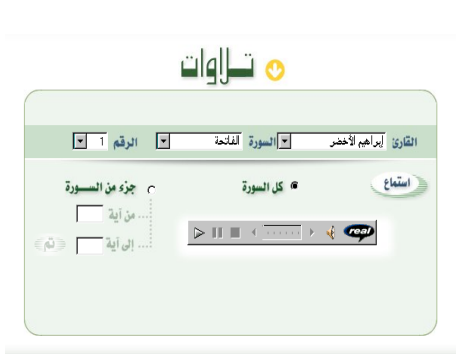 تلاوات
القارئ إبراهيم الأخضر السورة الفاتحة الرقم 1
استماع كل السورة جزء من السورة
من آية ....
إلى آية .... تم
real